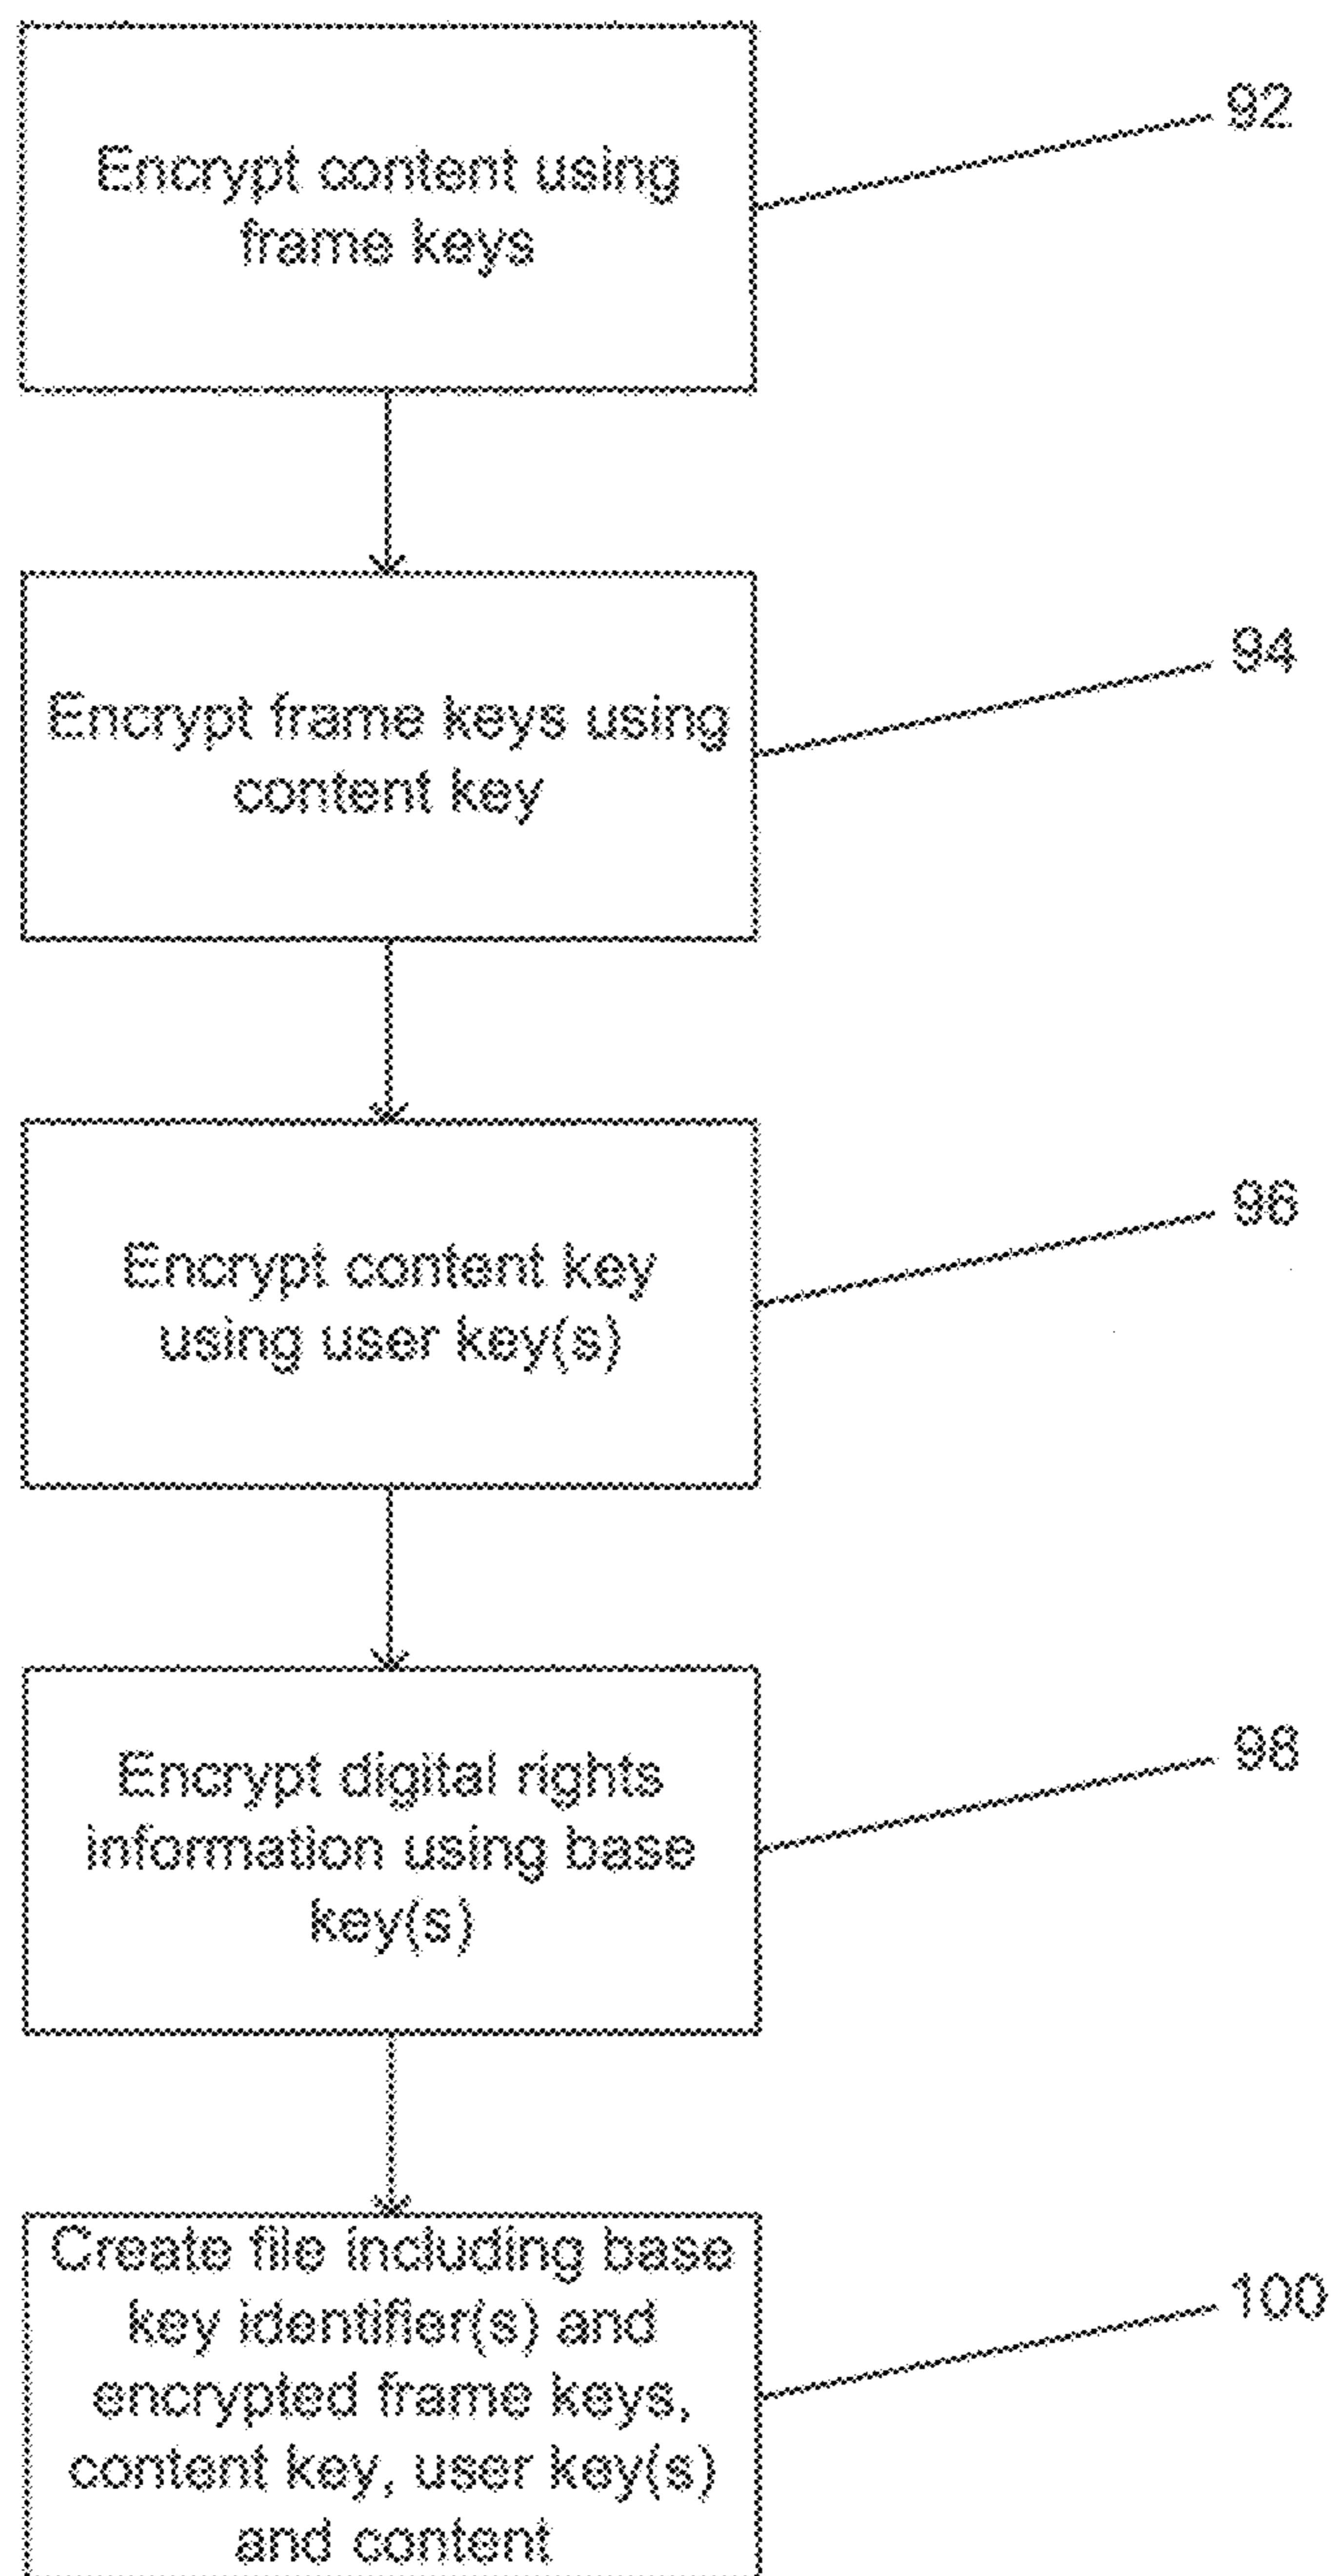 Encrypt content using
frame keys
92
Encrypt frame keys using
content key
94
Encrypt content key
using user key(s)
96
Encrypt digital rights
information using base
key(s)
98
Create file including base
key identifier(s) and
encrypted frame keys,
content key, user key(s)
and content
100